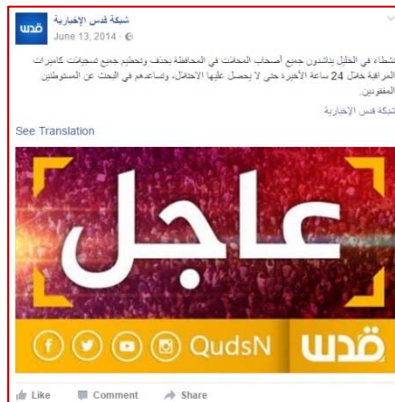 شبكة قدس الإخبارية
June 13, 2014 ·
نشطاء في الخليل يناشدون جميع أصحاب المحلات في المحافظة بحذف وتحطيم جميع تسجيلات كاميرات
المراقبة خلال 24 ساعة الأخيرة حتى لا يحصل عليها الاحتلال، وتساعدهم في البحث عن المستوطنين
المفقودين.
شبكة قدس الإخبارية
See Translation
عاجل
QudsN قدس
Like Comment Share